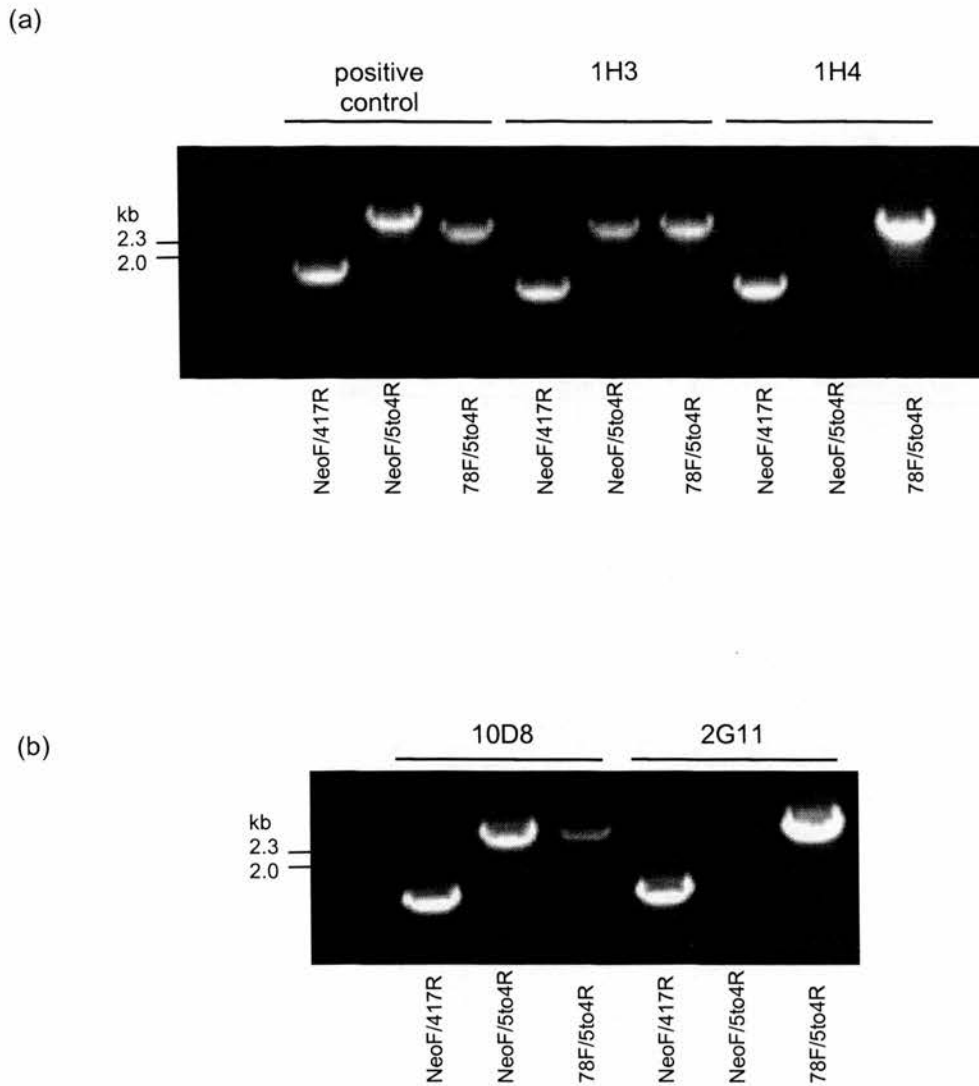 (a)
positive
control
1H3
1H4
kb
2.3
2.0
NeoF/417R
NeoF/5to4R
78F/5to4R
NeoF/417R
NeoF/5to4R
78F/5to4R
NeoF/417R
NeoF/5to4R
78F/5to4R
(b)
10D8
2G11
kb
2.3
2.0
NeoF/417R
NeoF/5to4R
78F/5to4R
NeoF/417R
NeoF/5to4R
78F/5to4R